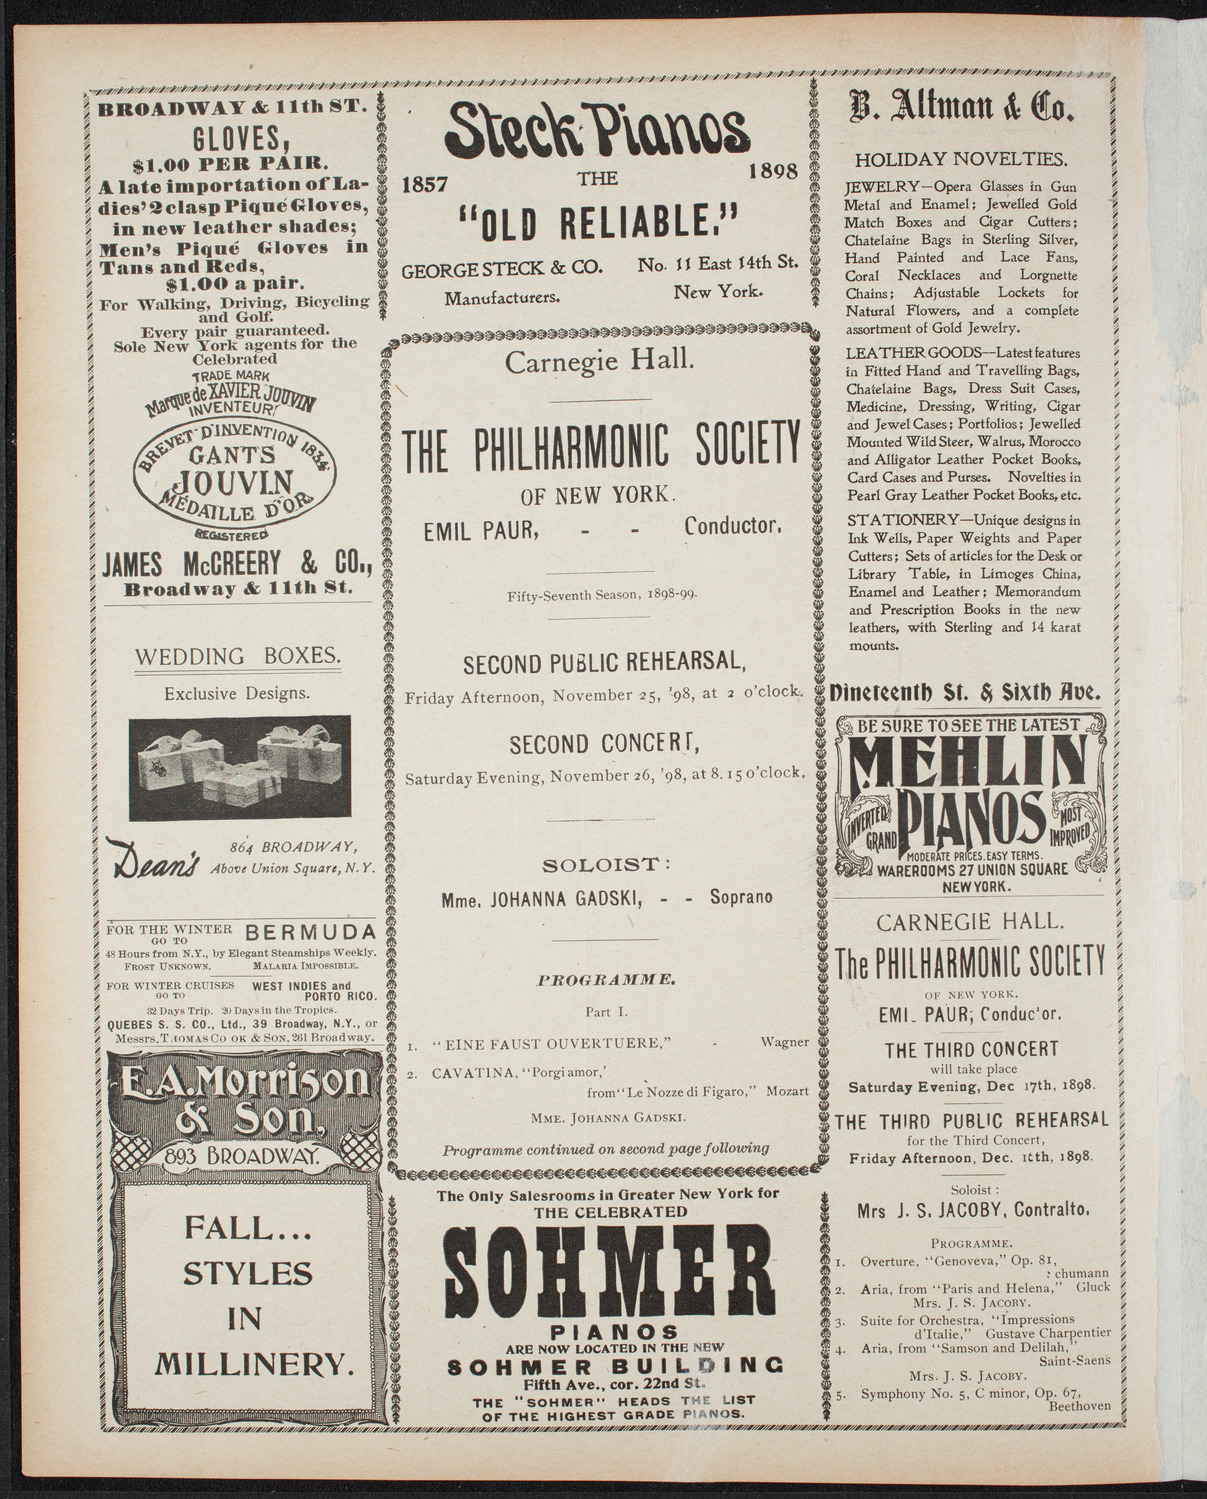 BROADWAY & 11th ST.
GLOVES,
$1.00 PER PAIR.
A late importation of La-
dies' 2 clasp Piqué Gloves,
in new leather shades;
Men's Piqué Gloves in
Tans and Reds,
$1.00 a pair.
For Walking, Driving, Bicycling
and Golf.
Every pair guaranteed.
Sole New York agents for the
Celebrated
TRADE MARK
Marque de XAVIER JOUVIN
INVENTEUR
BREVET D'INVENTION 1834
GANTS
JOUVIN
MÉDAILLE D'OR
REGISTERED
JAMES McCREERY & CO.,
Broadway & 11th St.
WEDDING BOXES.
Exclusive Designs.
Dean's
864 BROADWAY,
Above Union Square, N.Y.
FOR THE WINTER
GO TO
BERMUDA
48 Hours from N.Y., by Elegant Steamships Weekly.
FROST UNKNOWN. MALARIA IMPOSSIBLE.
FOR WINTER CRUISES
GO TO
WEST INDIES and
PORTO RICO.
32 Days Trip. 20 Days in the Tropics.
QUEBES S. S. CO., Ltd., 39 Broadway, N.Y., or
Messrs. T OMAS CO OK & SON, 261 Broadway.
E.A. Morrison
& Son,
893 BROADWAY.
FALL...
STYLES
IN
MILLINERY.
Steck Pianos
1857 THE 1898
"OLD RELIABLE."
GEORGE STECK & CO. No. 11 East 14th St.
Manufacturers. New York.
Carnegie Hall.
THE PHILHARMONIC SOCIETY
OF NEW YORK.
EMIL PAUR, - - Conductor.
Fifty-Seventh Season, 1898-99.
SECOND PUBLIC REHEARSAL,
Friday Afternoon, November 25, '98, at 2 o'clock.
SECOND CONCERT,
Saturday Evening, November 26, '98, at 8.15 o'clock.
SOLOIST:
Mme. JOHANNA GADSKI, - - Soprano
PROGRAMME.
Part I.
1. "EINE FAUST OUVERTUERE," - Wagner
2. CAVATINA, "Porgi amor,'
from "Le Nozze di Figaro," Mozart
MME. JOHANNA GADSKI.
Programme continued on second page following
The Only Salesrooms in Greater New York for
THE CELEBRATED
SOHMER
PIANOS
ARE NOW LOCATED IN THE NEW
SOHMER BUILDING
Fifth Ave., cor. 22nd St.
THE "SOHMER" HEADS THE LIST
OF THE HIGHEST GRADE PIANOS.
B. Altman & Co.
HOLIDAY NOVELTIES.
JEWELRY—Opera Glasses in Gun
Metal and Enamel; Jewelled Gold
Match Boxes and Cigar Cutters;
Chatelaine Bags in Sterling Silver,
Hand Painted and Lace Fans,
Coral Necklaces and Lorgnette
Chains; Adjustable Lockets for
Natural Flowers, and a complete
assortment of Gold Jewelry.
LEATHER GOODS—Latest features
in Fitted Hand and Travelling Bags,
Chatelaine Bags, Dress Suit Cases,
Medicine, Dressing, Writing, Cigar
and Jewel Cases; Portfolios; Jewelled
Mounted Wild Steer, Walrus, Morocco
and Alligator Leather Pocket Books,
Card Cases and Purses. Novelties in
Pearl Gray Leather Pocket Books, etc.
STATIONERY—Unique designs in
Ink Wells, Paper Weights and Paper
Cutters; Sets of articles for the Desk or
Library Table, in Limoges China,
Enamel and Leather; Memorandum
and Prescription Books in the new
leathers, with Sterling and 14 karat
mounts.
Nineteenth St. & Sixth Ave.
BE SURE TO SEE THE LATEST
MEHLIN
PIANOS
INVERTED GRAND
MOST IMPROVED
MODERATE PRICES. EASY TERMS.
WAREROOMS 27 UNION SQUARE
NEW YORK.
CARNEGIE HALL.
The PHILHARMONIC SOCIETY
OF NEW YORK.
EMIL PAUR, Conductor.
THE THIRD CONCERT
will take place
Saturday Evening, Dec 17th, 1898.
THE THIRD PUBLIC REHEARSAL
for the Third Concert,
Friday Afternoon, Dec. 16th, 1898.
Soloist:
Mrs J. S. JACOBY, Contralto.
PROGRAMME.
1. Overture, "Genoveva," Op. 81,
chumann
2. Aria, from "Paris and Helena," Gluck
Mrs. J. S. JACOBY.
3. Suite for Orchestra, "Impressions
d'Italie," Gustave Charpentier
4. Aria, from "Samson and Delilah,"
Saint-Saens
Mrs. J. S. JACOBY.
5. Symphony No. 5, C minor, Op. 67,
Beethoven